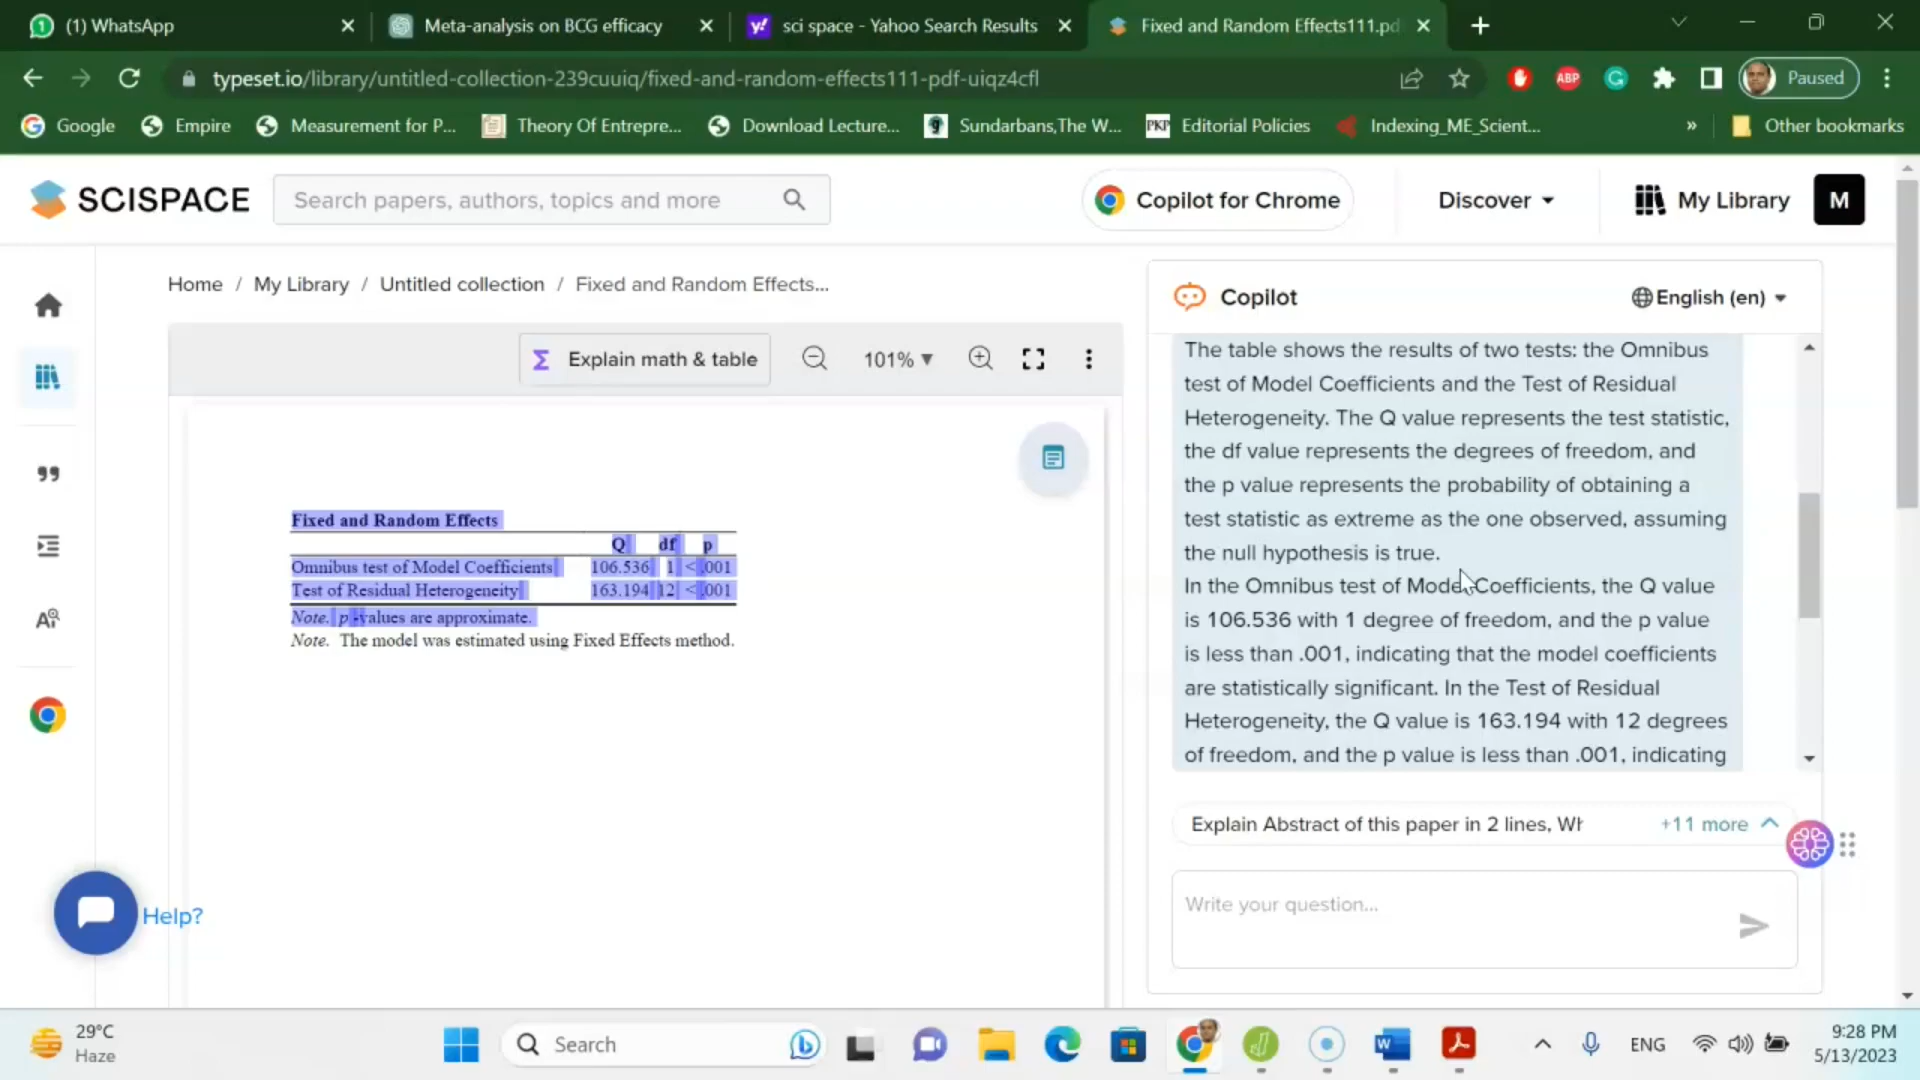 (1) WhatsApp
Meta-analysis on BCG efficacy
sci space - Yahoo Search Results
Fixed and Random Effects111.pd
typeset.io/library/untitled-collection-239cuuiq/fixed-and-random-effects111-pdf-uiqz4cfl
ABP
Paused
Google
Empire
Measurement for P...
Theory Of Entrepre...
Download Lecture...
Sundarbans,The W...
PKP
Editorial Policies
Indexing_ME_Scient...
»
Other bookmarks
SCISPACE
Search papers, authors, topics and more
Copilot for Chrome
Discover
My Library
M
Home / My Library / Untitled collection / Fixed and Random Effects...
Explain math & table
101%
Fixed and Random Effects
Q df p
Omnibus test of Model Coefficients 106.536 1 < .001
Test of Residual Heterogeneity 163.194 12 < .001
Note. p -values are approximate.
Note. The model was estimated using Fixed Effects method.
Copilot
English (en)
The table shows the results of two tests: the Omnibus
test of Model Coefficients and the Test of Residual
Heterogeneity. The Q value represents the test statistic,
the df value represents the degrees of freedom, and
the p value represents the probability of obtaining a
test statistic as extreme as the one observed, assuming
the null hypothesis is true.
In the Omnibus test of Model Coefficients, the Q value
is 106.536 with 1 degree of freedom, and the p value
is less than .001, indicating that the model coefficients
are statistically significant. In the Test of Residual
Heterogeneity, the Q value is 163.194 with 12 degrees
of freedom, and the p value is less than .001, indicating
Explain Abstract of this paper in 2 lines, Wh
+11 more
Write your question...
Help?
29°C
Haze
Search
ENG
9:28 PM
5/13/2023